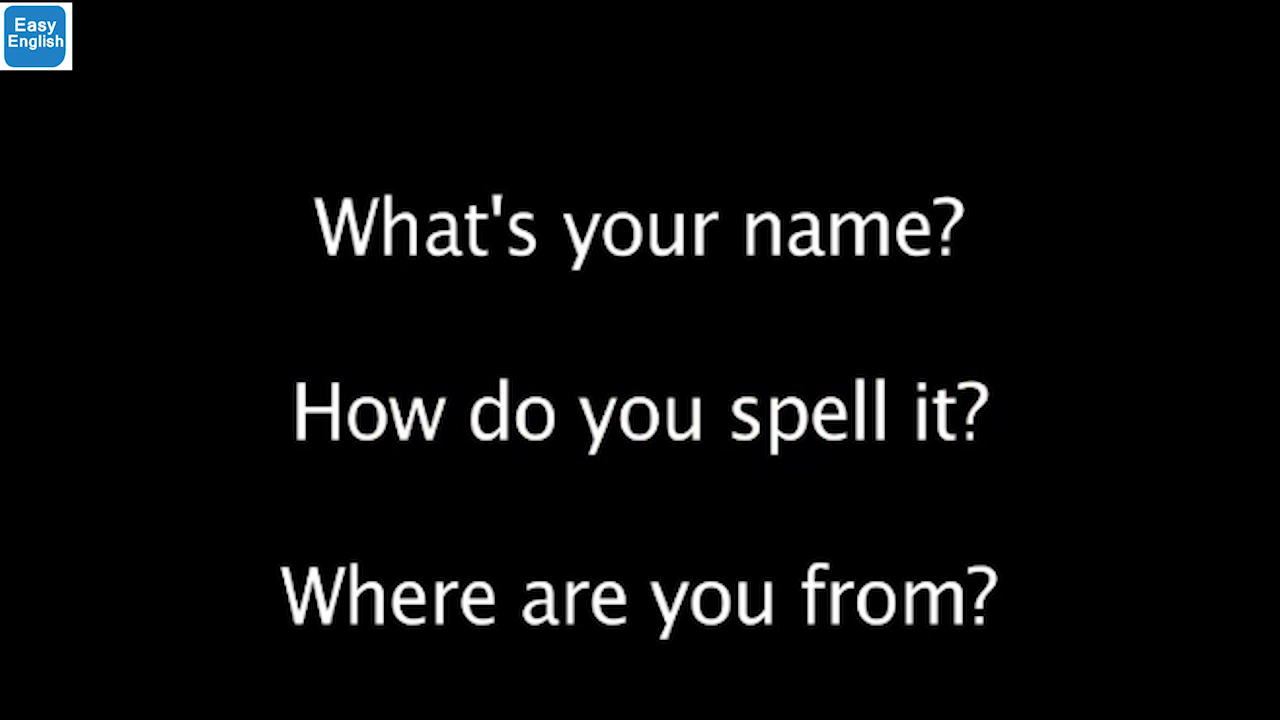 Easy
English
What's your name?
How do you spell it?
Where are you from?